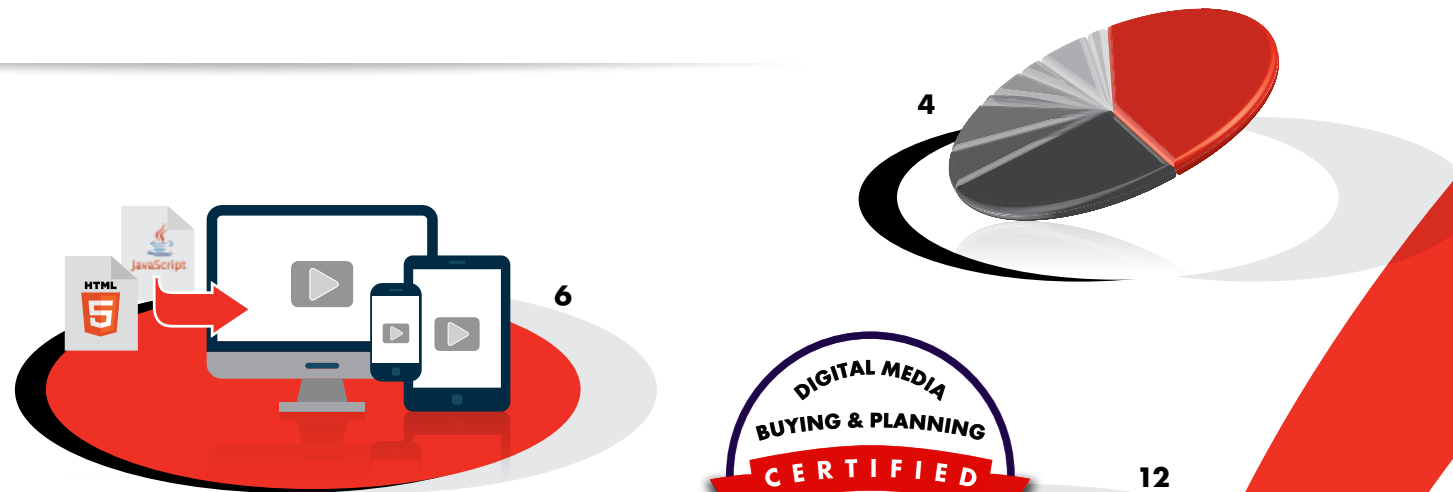 4
JavaScript
HTML
5
6
DIGITAL MEDIA
BUYING & PLANNING
CERTIFIED
12